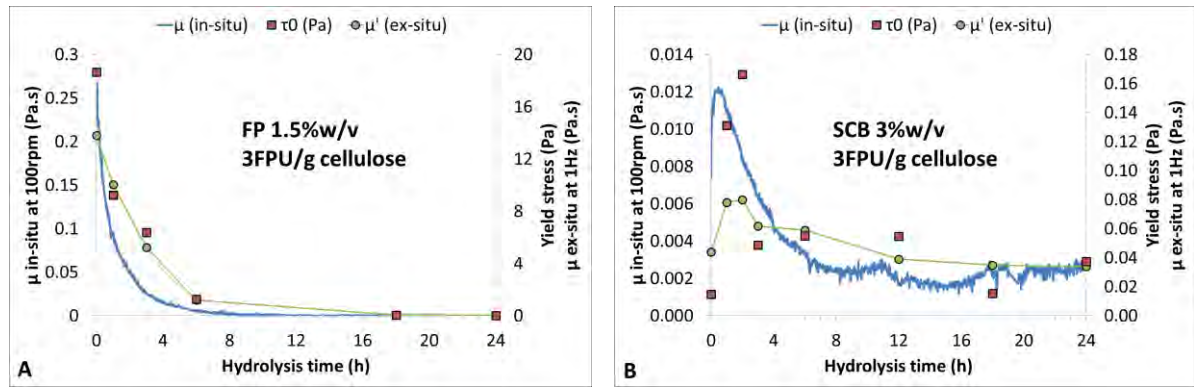 μ (in-situ) τ0 (Pa) μ' (ex-situ)
0.3
0.25
0.2
0.15
0.1
0.05
0
μ in-situ at 100rpm (Pa.s)
FP 1.5%w/v
3FPU/g cellulose
20
16
12
8
4
0
Yield stress (Pa)
μ ex-situ at 1Hz (Pa.s)
0 4 8 12 16 20 24
Hydrolysis time (h)
A
μ (in-situ) τ0 (Pa) μ' (ex-situ)
0.014
0.012
0.010
0.008
0.006
0.004
0.002
0.000
μ in-situ at 100rpm (Pa.s)
SCB 3%w/v
3FPU/g cellulose
0.18
0.16
0.14
0.12
0.10
0.08
0.06
0.04
0.02
0.00
Yield stress (Pa)
μ ex-situ at 1Hz (Pa.s)
0 4 8 12 16 20 24
Hydrolysis time (h)
B